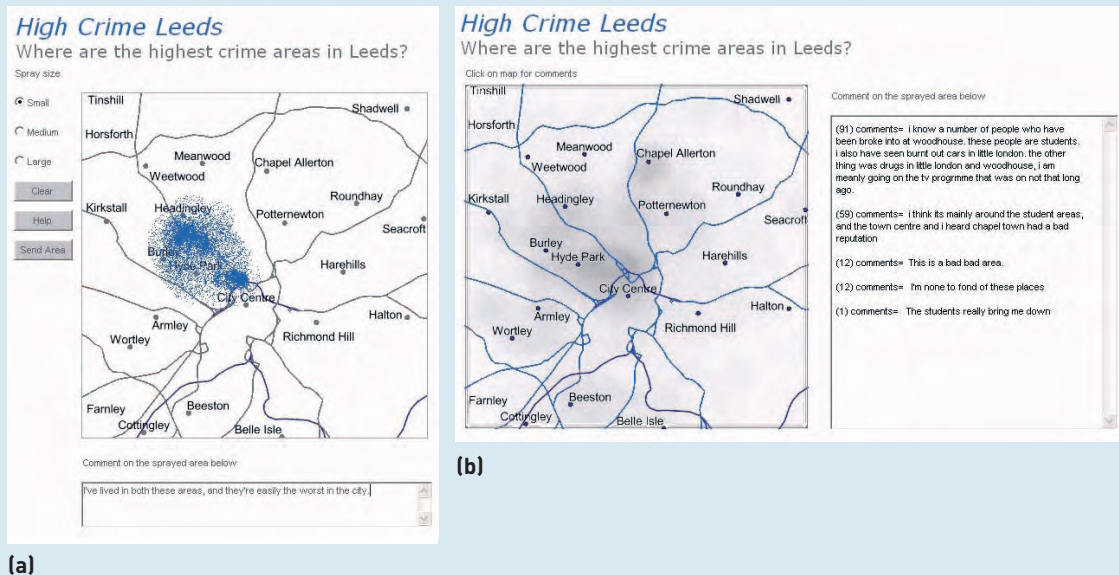 High Crime Leeds
Where are the highest crime areas in Leeds?
Spray size
Small
Medium
Large
Clear
Help
Send Area
Tinshill
Shadwell
Horsforth
Meanwood
Chapel Allerton
Weetwood
Roundhay
Kirkstall
Headingley
Potternewton
Seacroft
Burley
Hyde Park
Harehills
City Centre
Armley
Halton
Richmond Hill
Wortley
Farnley
Beeston
Cottingley
Belle Isle
Comment on the sprayed area below
I've lived in both these areas, and they're easily the worst in the city.
(a)
High Crime Leeds
Where are the highest crime areas in Leeds?
Click on map for comments
Tinshill
Shadwell
Horsforth
Meanwood
Chapel Allerton
Weetwood
Roundhay
Kirkstall
Headingley
Potternewton
Seacroft
Burley
Hyde Park
Harehills
City Centre
Armley
Halton
Richmond Hill
Wortley
Farnley
Beeston
Cottingley
Belle Isle
Comment on the sprayed area below
(91) comments= i know a number of people who have
been broke into at woodhouse. these people are students.
i also have seen burnt out cars in little london. the other
thing was drugs in little london and woodhouse, i am
meanly going on the tv progrmme that was on not that long
ago.
(59) comments= i think its mainly around the student areas,
and the town centre and i heard chapel town had a bad
reputation
(12) comments= This is a bad bad area.
(12) comments= I'm none to fond of these places
(1) comments= The students really bring me down
(b)